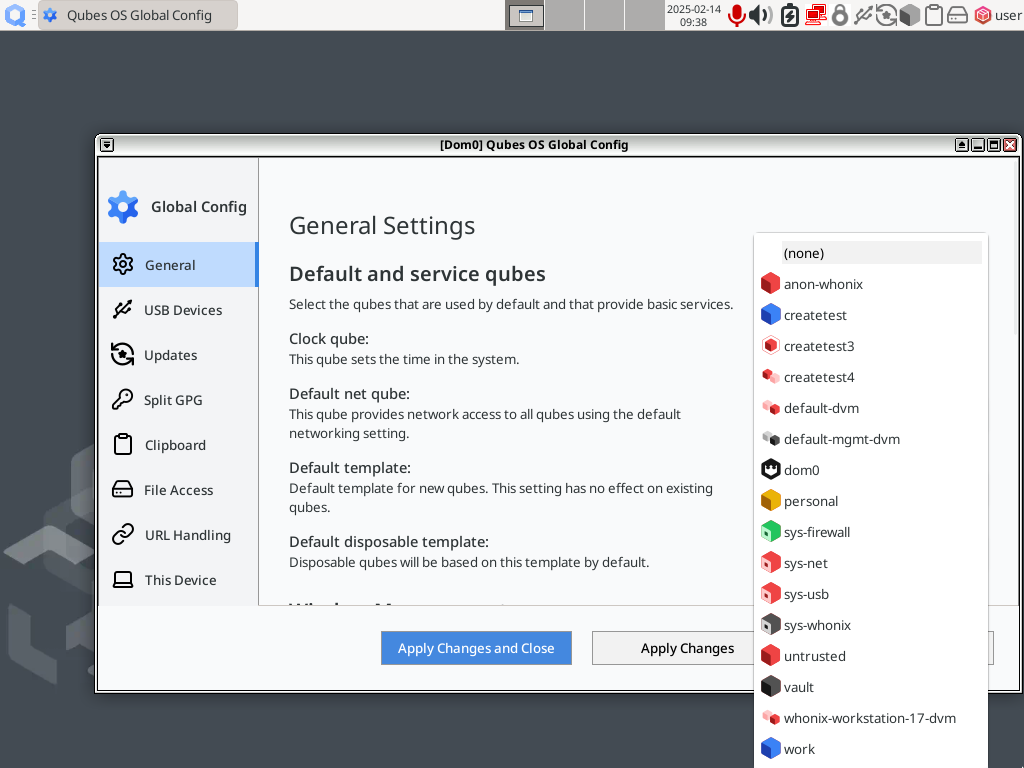 Qubes OS Global Config
2025-02-14
09:38
user
[Dom0] Qubes OS Global Config
Global Config
General
USB Devices
Updates
Split GPG
Clipboard
File Access
URL Handling
This Device
General Settings
Default and service qubes
Select the qubes that are used by default and that provide basic services.
Clock qube:
This qube sets the time in the system.
Default net qube:
This qube provides network access to all qubes using the default
networking setting.
Default template:
Default template for new qubes. This setting has no effect on existing
qubes.
Default disposable template:
Disposable qubes will be based on this template by default.
Apply Changes and Close
Apply Changes
(none)
anon-whonix
createtest
createtest3
createtest4
default-dvm
default-mgmt-dvm
dom0
personal
sys-firewall
sys-net
sys-usb
sys-whonix
untrusted
vault
whonix-workstation-17-dvm
work